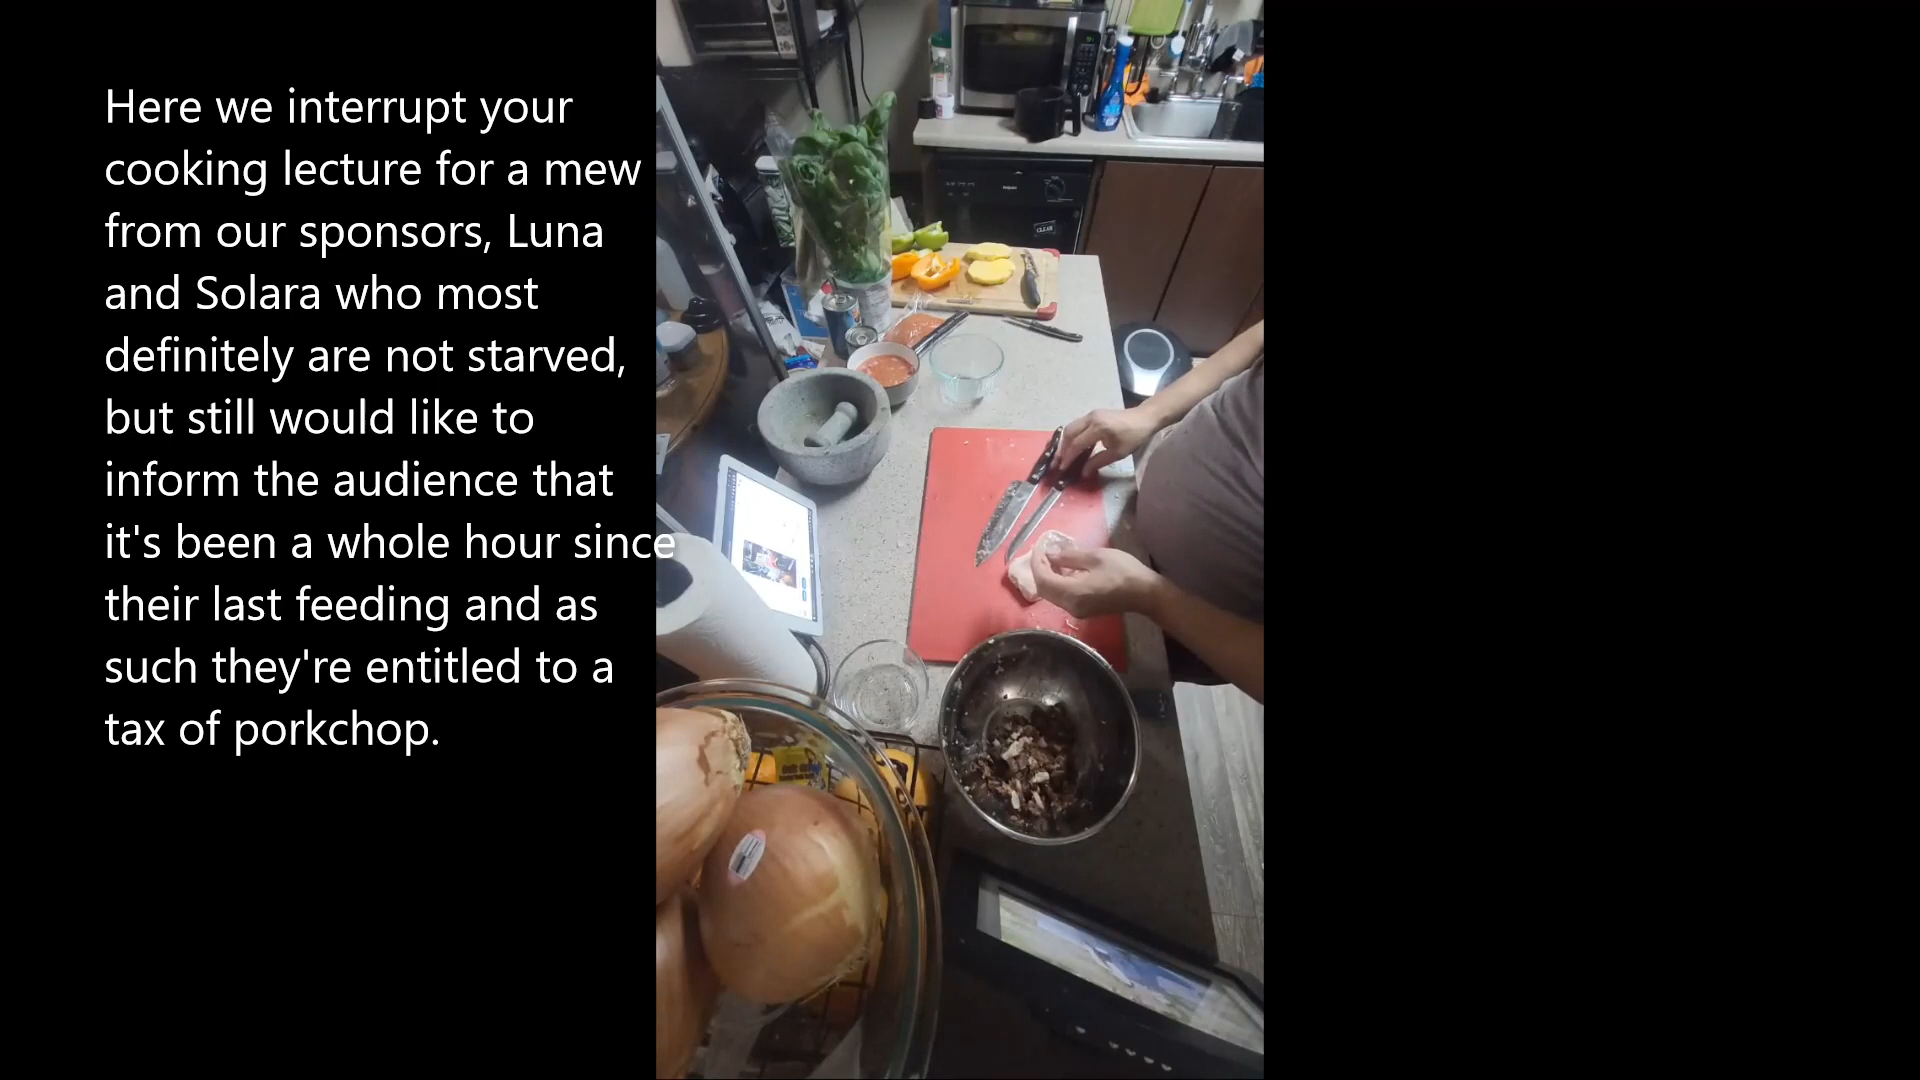 Here we interrupt your
cooking lecture for a mew
from our sponsors, Luna
and Solara who most
definitely are not starved,
but still would like to
inform the audience that
it's been a whole hour since
their last feeding and as
such they're entitled to a
tax of porkchop.
CLEAN